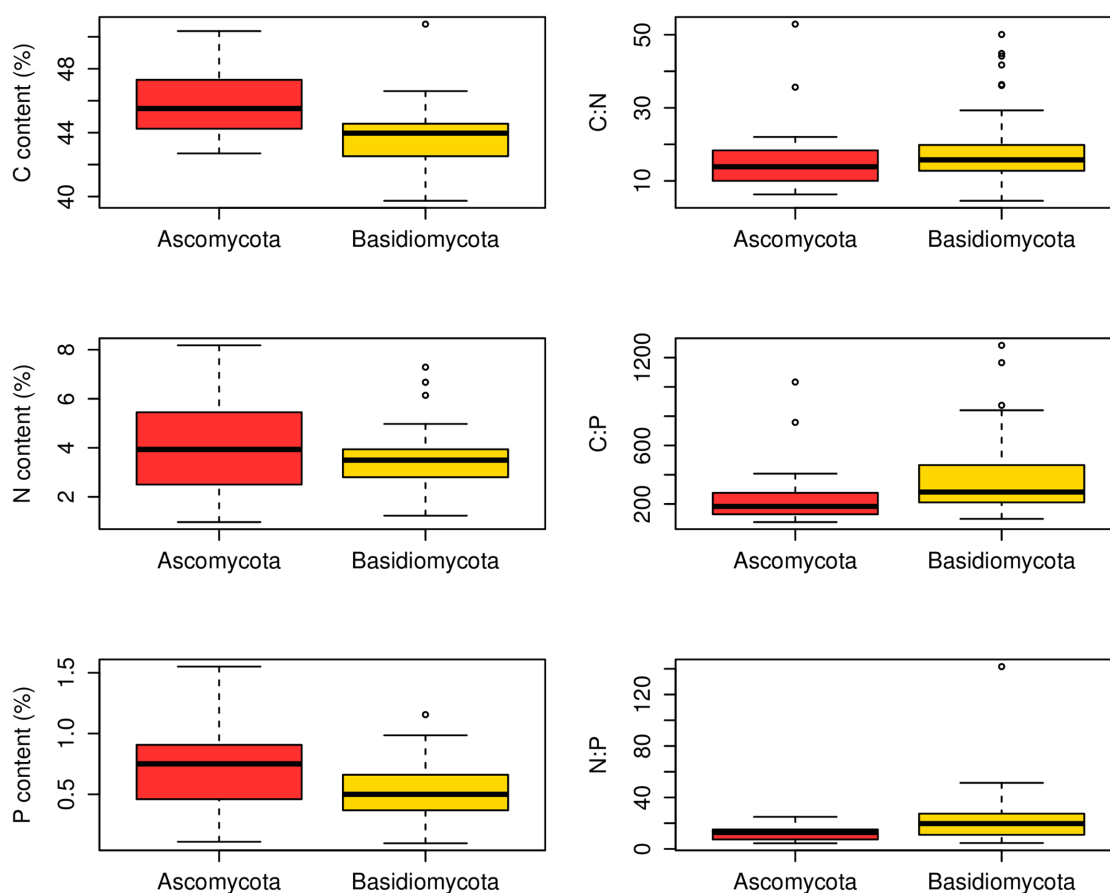 C content (%)
40
44
48
Ascomycota
Basidiomycota
C:N
10
30
50
Ascomycota
Basidiomycota
N content (%)
2
4
6
8
Ascomycota
Basidiomycota
C:P
200
600
1200
Ascomycota
Basidiomycota
P content (%)
0.5
1.0
1.5
Ascomycota
Basidiomycota
N:P
0
40
80
120
Ascomycota
Basidiomycota